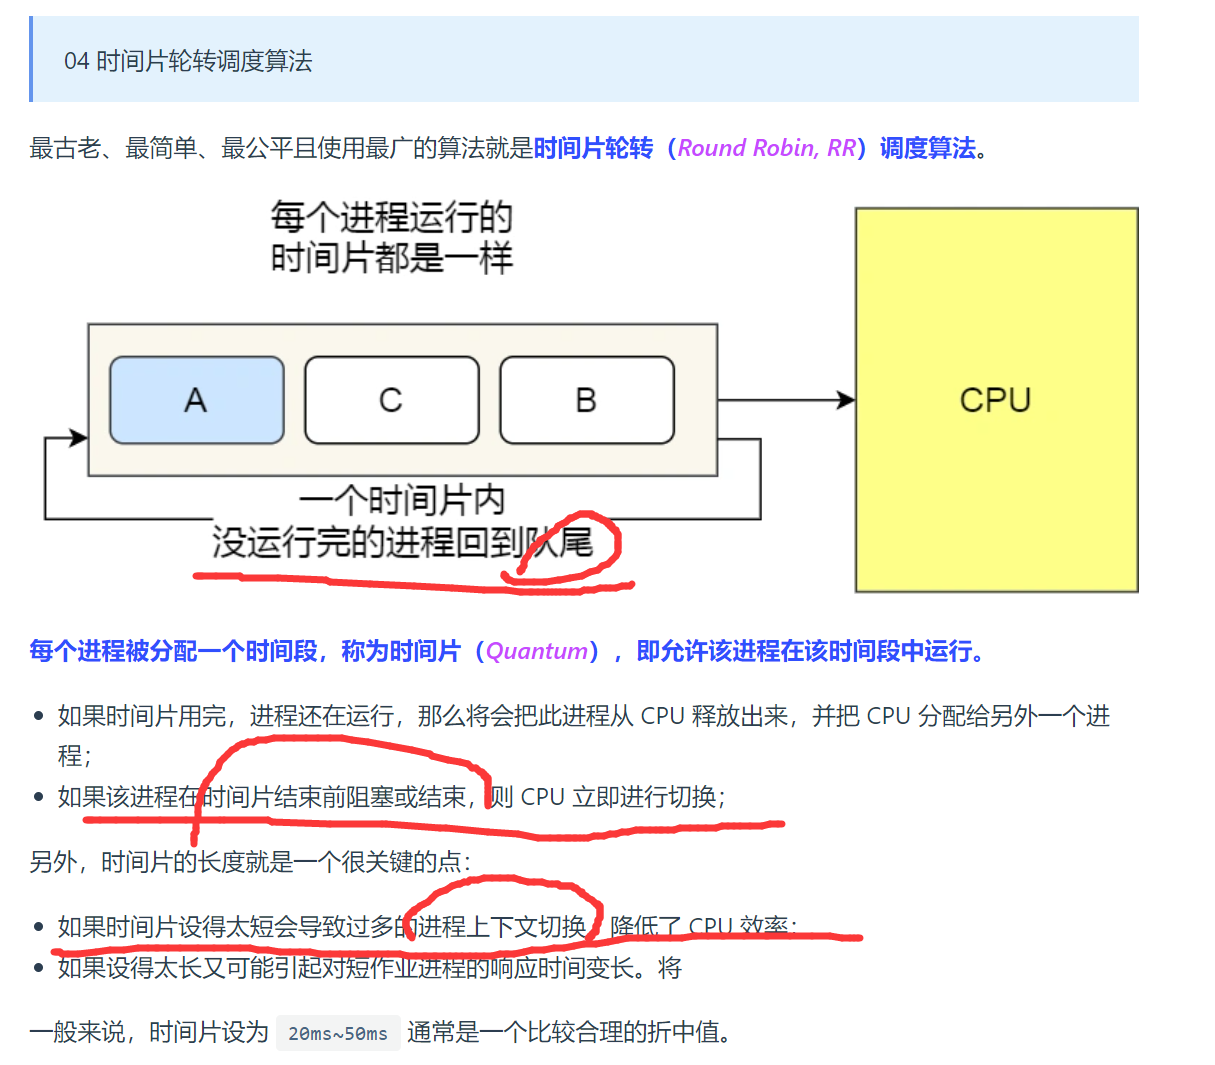 04 时间片轮转调度算法
最古老、最简单、最公平且使用最广的算法就是时间片轮转（Round Robin, RR）调度算法。
每个进程运行的
时间片都是一样
A
C
B
CPU
一个时间片内
没运行完的进程回到队尾
每个进程被分配一个时间段，称为时间片（Quantum），即允许该进程在该时间段中运行。
如果时间片用完，进程还在运行，那么将会把此进程从 CPU 释放出来，并把 CPU 分配给另外一个进
程；
如果该进程在时间片结束前阻塞或结束，则 CPU 立即进行切换；
另外，时间片的长度就是一个很关键的点：
如果时间片设得太短会导致过多的进程上下文切换，降低了 CPU 效率；
如果设得太长又可能引起对短作业进程的响应时间变长。将
一般来说，时间片设为 20ms~50ms 通常是一个比较合理的折中值。